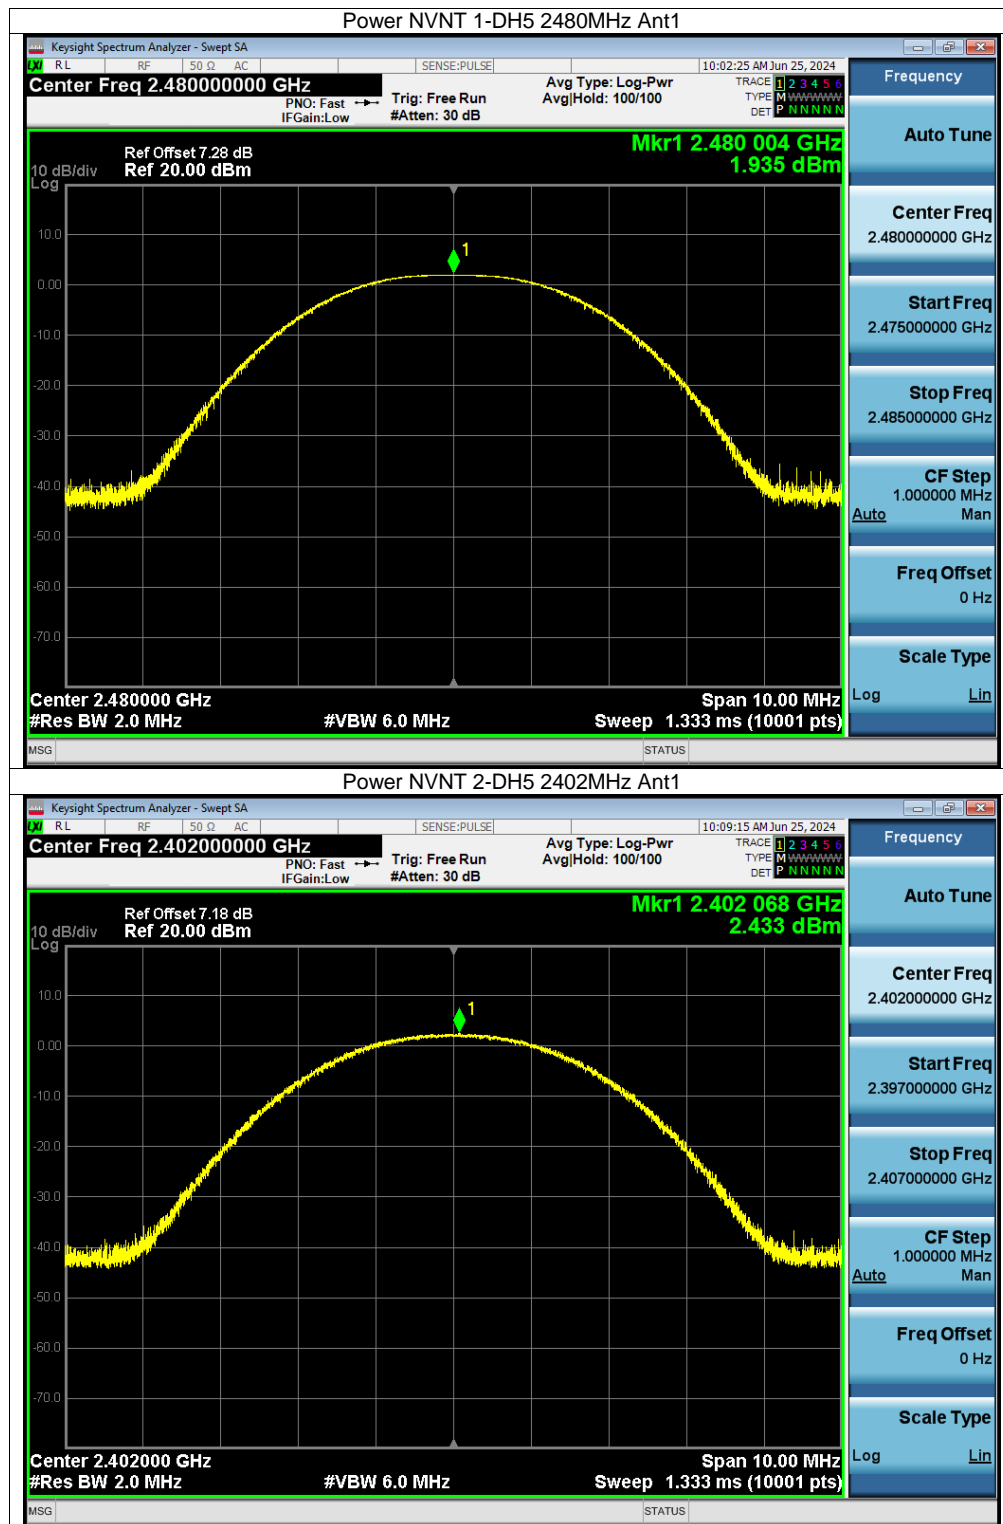 Power NVNT 1-DH5 2480MHz Ant1
Keysight Spectrum Analyzer - Swept SA
LXI RL RF 50 Ω AC SENSE:PULSE 10:02:25 AM Jun 25, 2024
Center Freq 2.480000000 GHz
PNO: Fast
IFGain:Low
Trig: Free Run
#Atten: 30 dB
Avg Type: Log-Pwr
Avg|Hold: 100/100
TRACE 1 2 3 4 5 6
TYPE M WWWWW
DET P N N N N N
Frequency
Auto Tune
Mkr1 2.480 004 GHz
1.935 dBm
Ref Offset 7.28 dB
10 dB/div Ref 20.00 dBm
Log
1
10.0
0.00
-10.0
-20.0
-30.0
-40.0
-50.0
-60.0
-70.0
Center Freq
2.480000000 GHz
Start Freq
2.475000000 GHz
Stop Freq
2.485000000 GHz
CF Step
1.000000 MHz
Auto Man
Freq Offset
0 Hz
Scale Type
Log Lin
Center 2.480000 GHz Span 10.00 MHz
#Res BW 2.0 MHz #VBW 6.0 MHz Sweep 1.333 ms (10001 pts)
MSG STATUS
Power NVNT 2-DH5 2402MHz Ant1
Keysight Spectrum Analyzer - Swept SA
LXI RL RF 50 Ω AC SENSE:PULSE 10:09:15 AM Jun 25, 2024
Center Freq 2.402000000 GHz
PNO: Fast
IFGain:Low
Trig: Free Run
#Atten: 30 dB
Avg Type: Log-Pwr
Avg|Hold: 100/100
TRACE 1 2 3 4 5 6
TYPE M WWWWW
DET P N N N N N
Frequency
Auto Tune
Mkr1 2.402 068 GHz
2.433 dBm
Ref Offset 7.18 dB
10 dB/div Ref 20.00 dBm
Log
1
10.0
0.00
-10.0
-20.0
-30.0
-40.0
-50.0
-60.0
-70.0
Center Freq
2.402000000 GHz
Start Freq
2.397000000 GHz
Stop Freq
2.407000000 GHz
CF Step
1.000000 MHz
Auto Man
Freq Offset
0 Hz
Scale Type
Log Lin
Center 2.402000 GHz Span 10.00 MHz
#Res BW 2.0 MHz #VBW 6.0 MHz Sweep 1.333 ms (10001 pts)
MSG STATUS